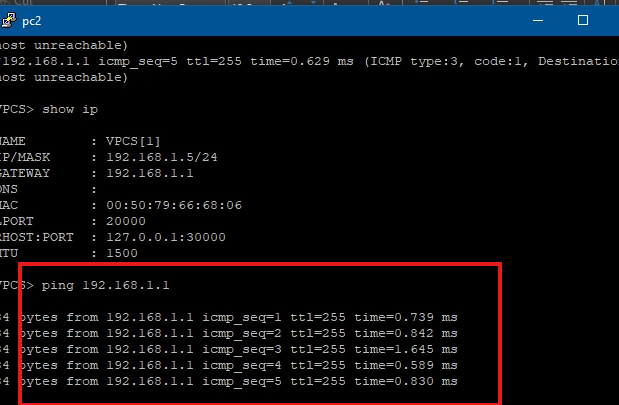 pc2
host unreachable)
*192.168.1.1 icmp_seq=5 ttl=255 time=0.629 ms (ICMP type:3, code:1, Destination
host unreachable)
VPCS> show ip
NAME : VPCS[1]
IP/MASK : 192.168.1.5/24
GATEWAY : 192.168.1.1
DNS :
MAC : 00:50:79:66:68:06
LPORT : 20000
RHOST:PORT : 127.0.0.1:30000
MTU : 1500
VPCS> ping 192.168.1.1
84 bytes from 192.168.1.1 icmp_seq=1 ttl=255 time=0.739 ms
84 bytes from 192.168.1.1 icmp_seq=2 ttl=255 time=0.842 ms
84 bytes from 192.168.1.1 icmp_seq=3 ttl=255 time=1.645 ms
84 bytes from 192.168.1.1 icmp_seq=4 ttl=255 time=0.589 ms
84 bytes from 192.168.1.1 icmp_seq=5 ttl=255 time=0.830 ms